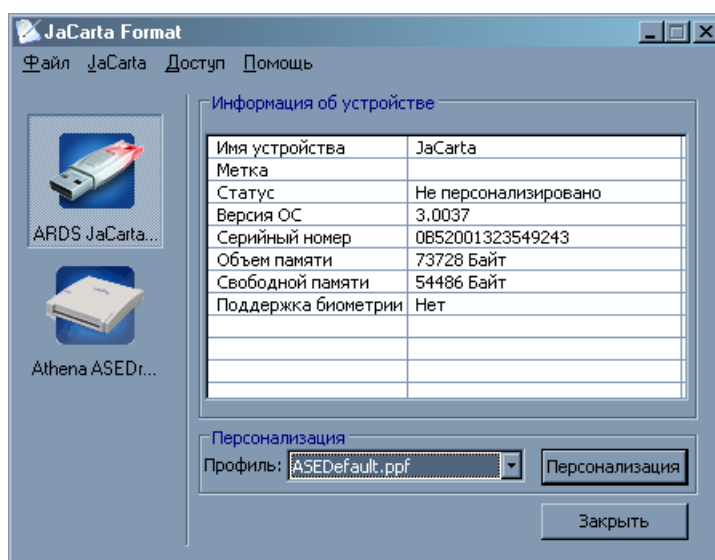 JaCarta Format
Файл JaCarta Доступ Помощь
ARDS JaCarta...
Athena ASEDr...
Информация об устройстве
Имя устройства JaCarta
Метка
Статус Не персонализировано
Версия ОС 3.0037
Серийный номер 0B52001323549243
Объем памяти 73728 Байт
Свободной памяти 54486 Байт
Поддержка биометрии Нет
Персонализация
Профиль: ASEDefault.ppf Персонализация
Закрыть